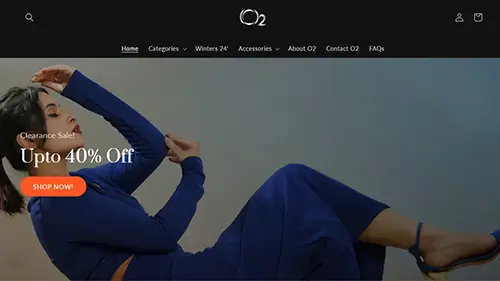 O2
Home Categories Winters 24' Accessories About O2 Contact O2 FAQs
Clearance Sale!
Upto 40% Off
SHOP NOW!